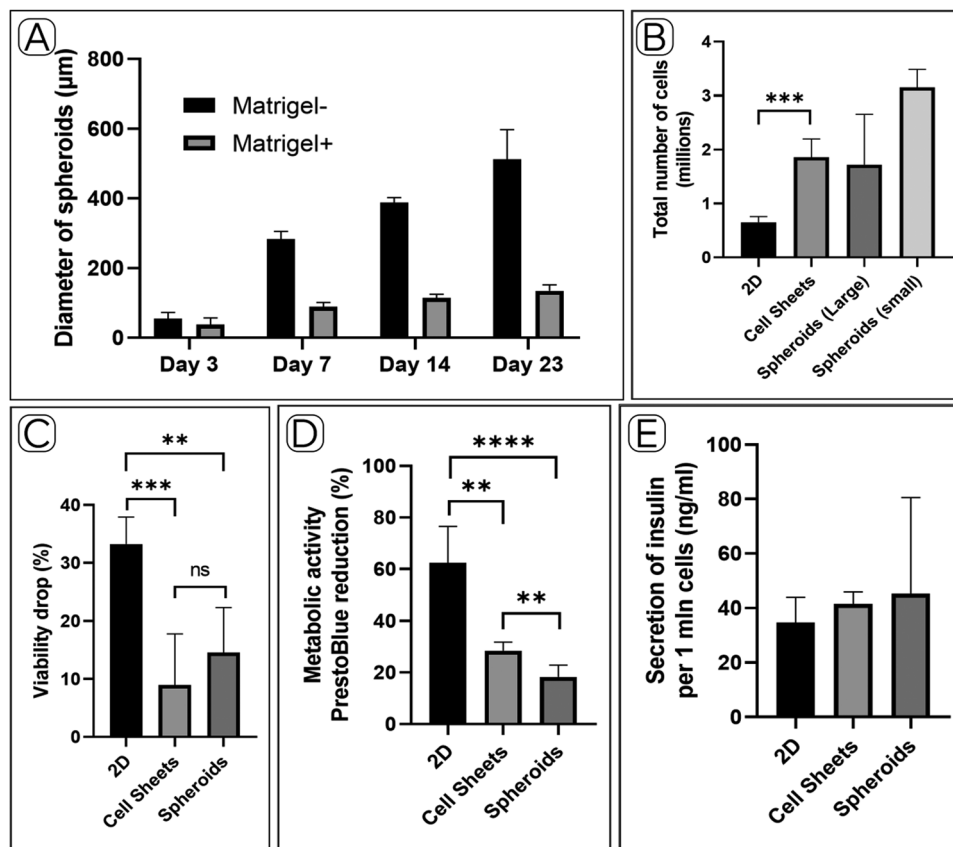 A
Diameter of spheroids (µm)
800
600
400
200
0
Matrigel-
Matrigel+
Day 3
Day 7
Day 14
Day 23
B
Total number of cells
(millions)
4
3
2
1
0
***
2D
Cell Sheets
Spheroids (Large)
Spheroids (small)
C
Viability drop (%)
40
30
20
10
0
**
***
ns
2D
Cell Sheets
Spheroids
D
Metabolic activity
PrestoBlue reduction (%)
100
80
60
40
20
0
****
**
**
2D
Cell Sheets
Spheroids
E
Secretion of insulin
per 1 mln cells (ng/ml)
100
80
60
40
20
0
2D
Cell Sheets
Spheroids